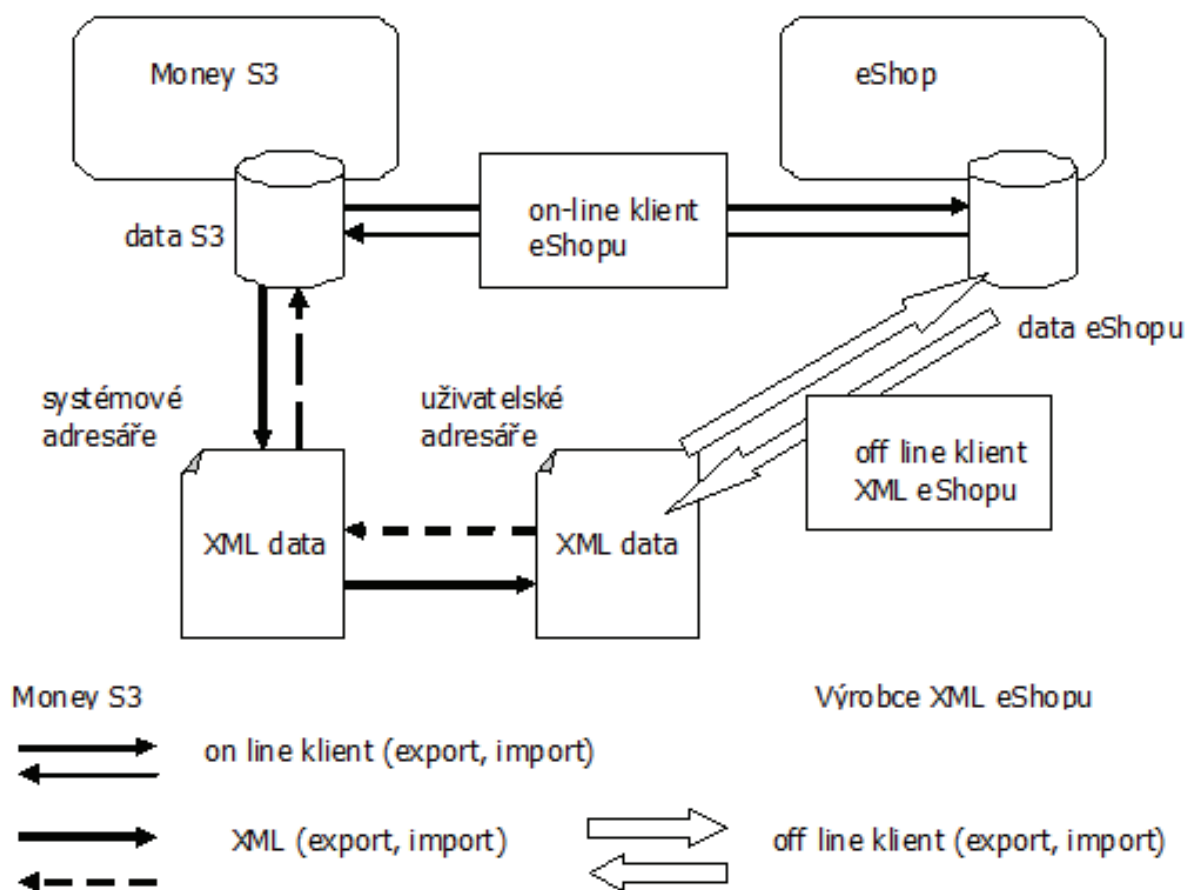 Money S3
eShop
on-line klient
eShopu
data S3
data eShopu
systémové
adresáře
uživatelské
adresáře
off line klient
XML eShopu
XML data
XML data
Money S3
Výrobce XML eShopu
on line klient (export, import)
XML (export, import)
off line klient (export, import)